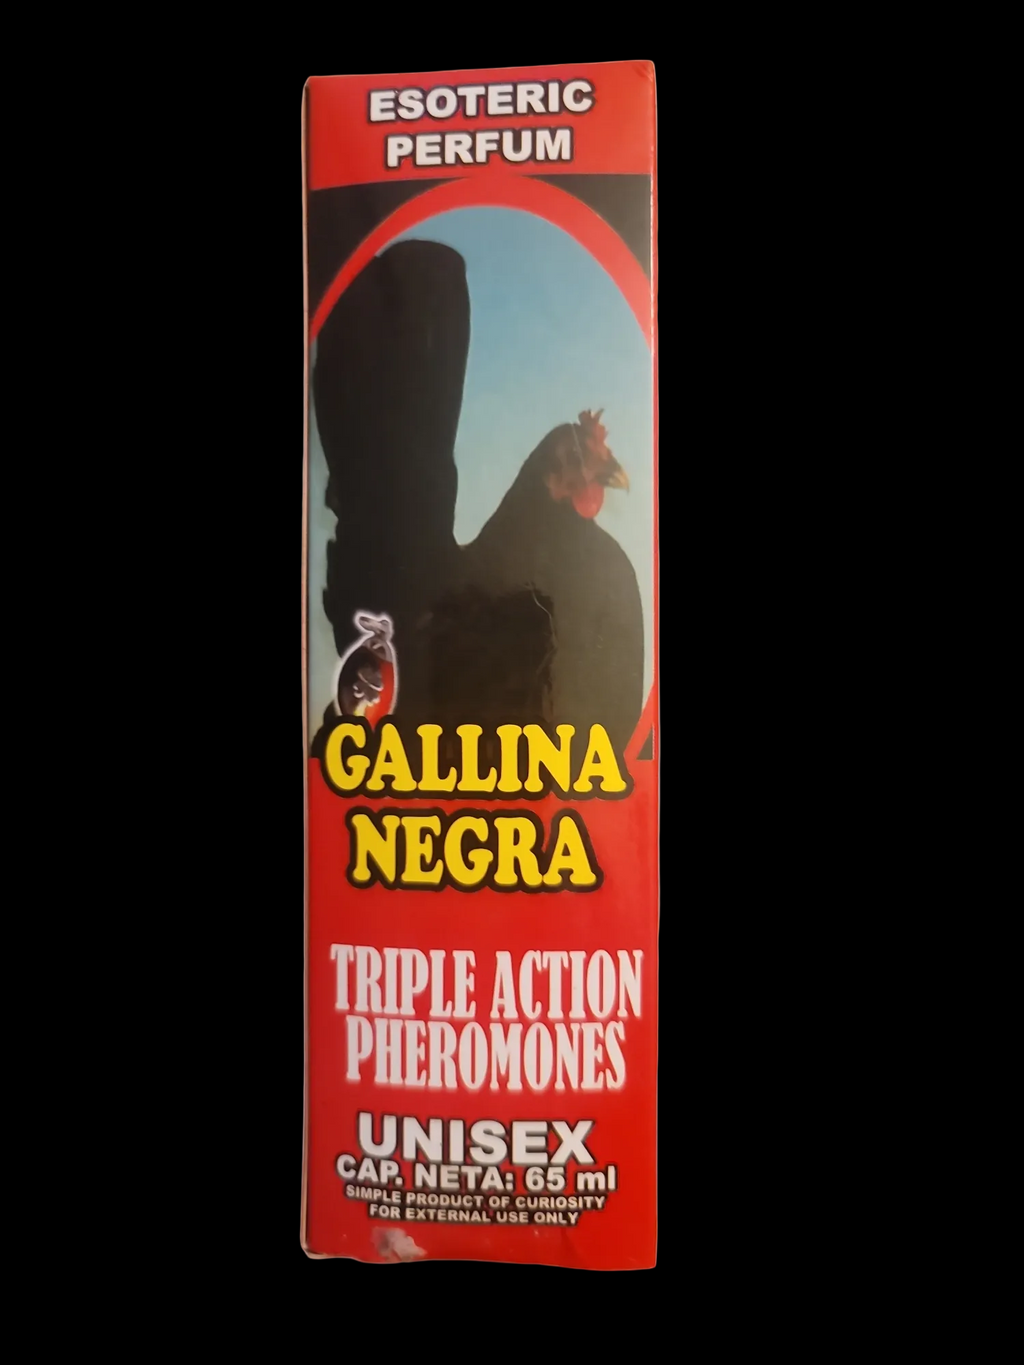 ESOTERIC
PERFUM
GALLINA
NEGRA
TRIPLE ACTION
PHEROMONES
UNISEX
CAP. NETA: 65 ml
SIMPLE PRODUCT OF CURIOSITY
FOR EXTERNAL USE ONLY